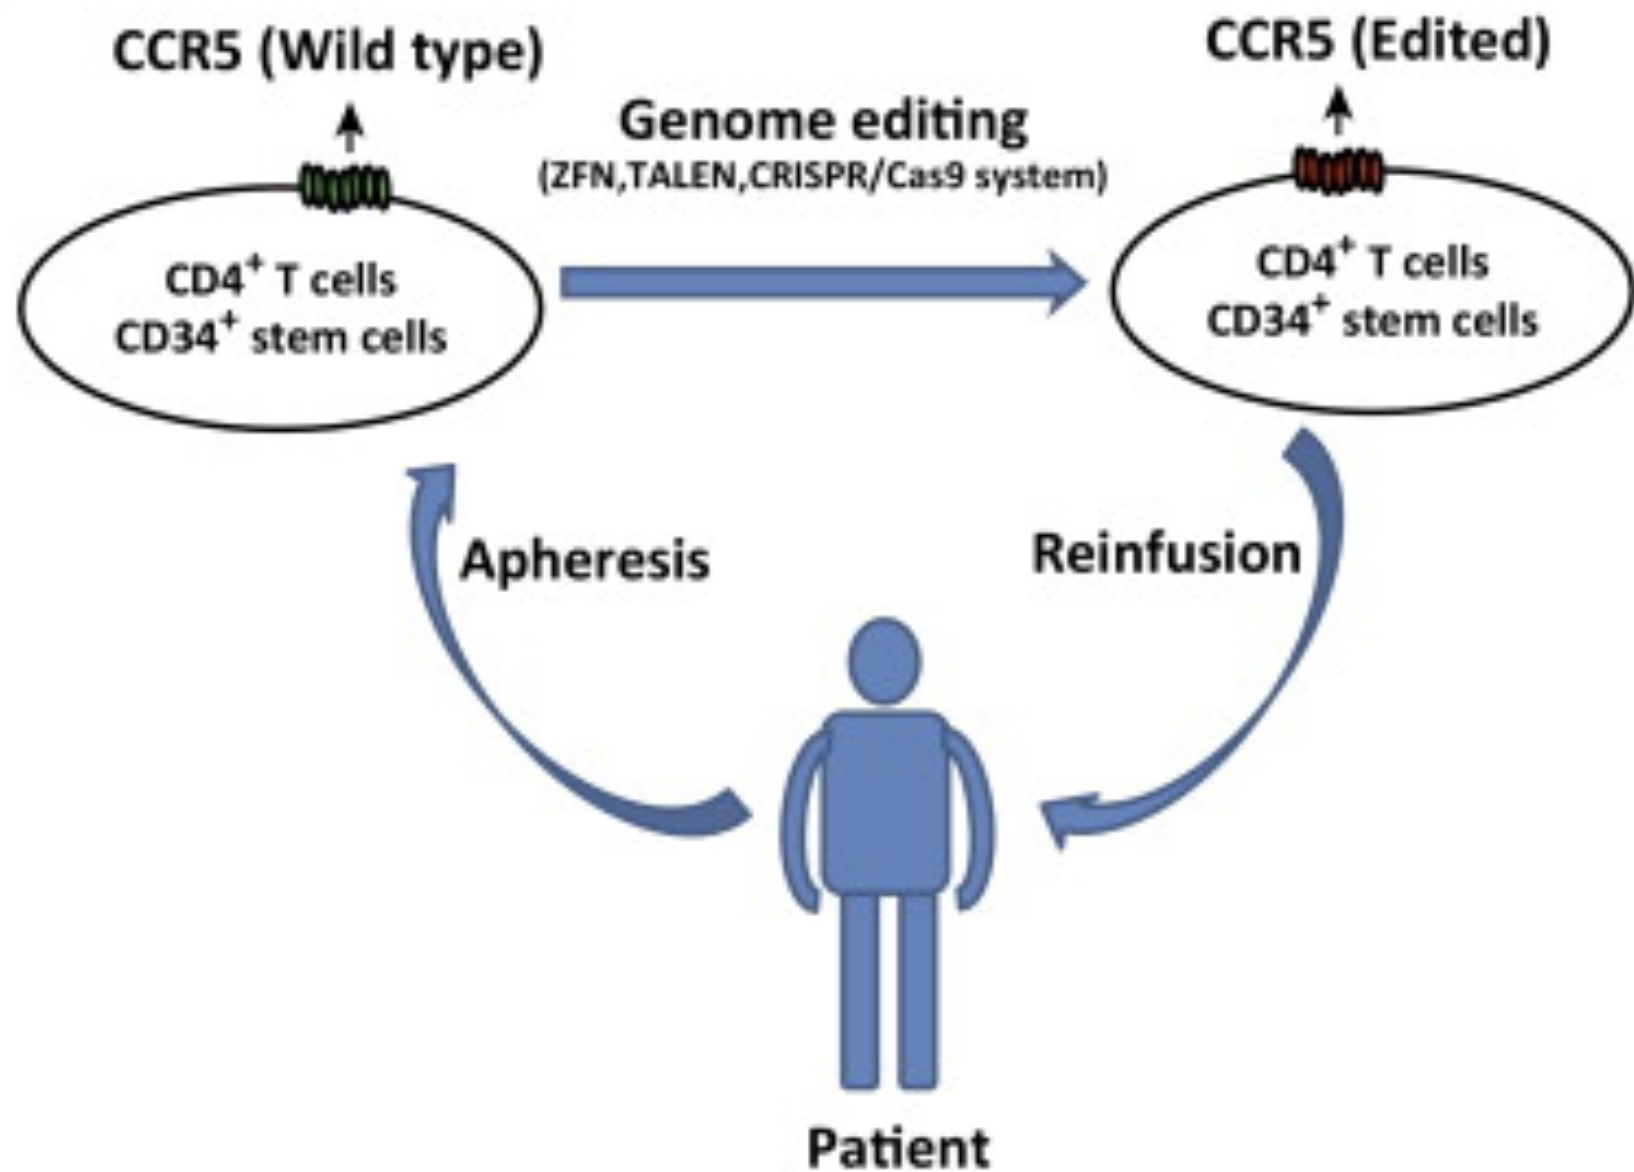 CCR5 (Wild type)
CCR5 (Edited)
Genome editing
(ZFN,TALEN,CRISPR/Cas9 system)
CD4⁺ T cells
CD34⁺ stem cells
CD4⁺ T cells
CD34⁺ stem cells
Apheresis
Reinfusion
Patient